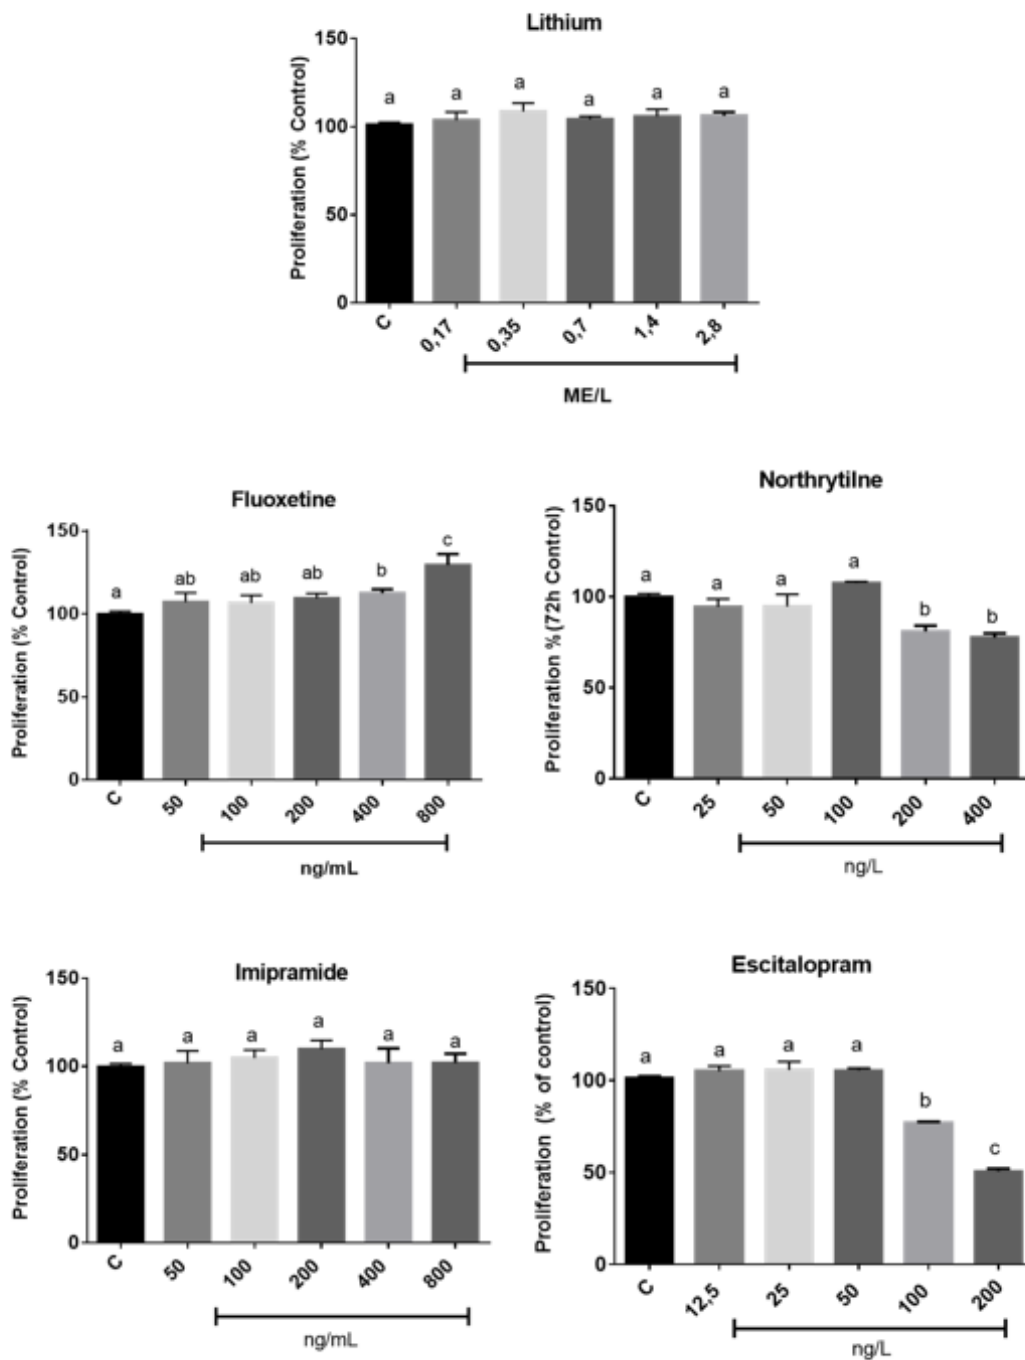 Lithium
Proliferation (% Control)
150
100
50
0
a a a a a a
C 0,17 0,35 0,7 1,4 2,8
ME/L
Fluoxetine
Proliferation (% Control)
150
100
50
0
a ab ab ab b c
C 50 100 200 400 800
ng/mL
Northrytilne
Proliferation % (72h Control)
150
100
50
0
a a a a b b
C 25 50 100 200 400
ng/L
Imipramide
Proliferation (% Control)
150
100
50
0
a a a a a a
C 50 100 200 400 800
ng/mL
Escitalopram
Proliferation (% of control)
150
100
50
0
a a a a b c
C 12,5 25 50 100 200
ng/L